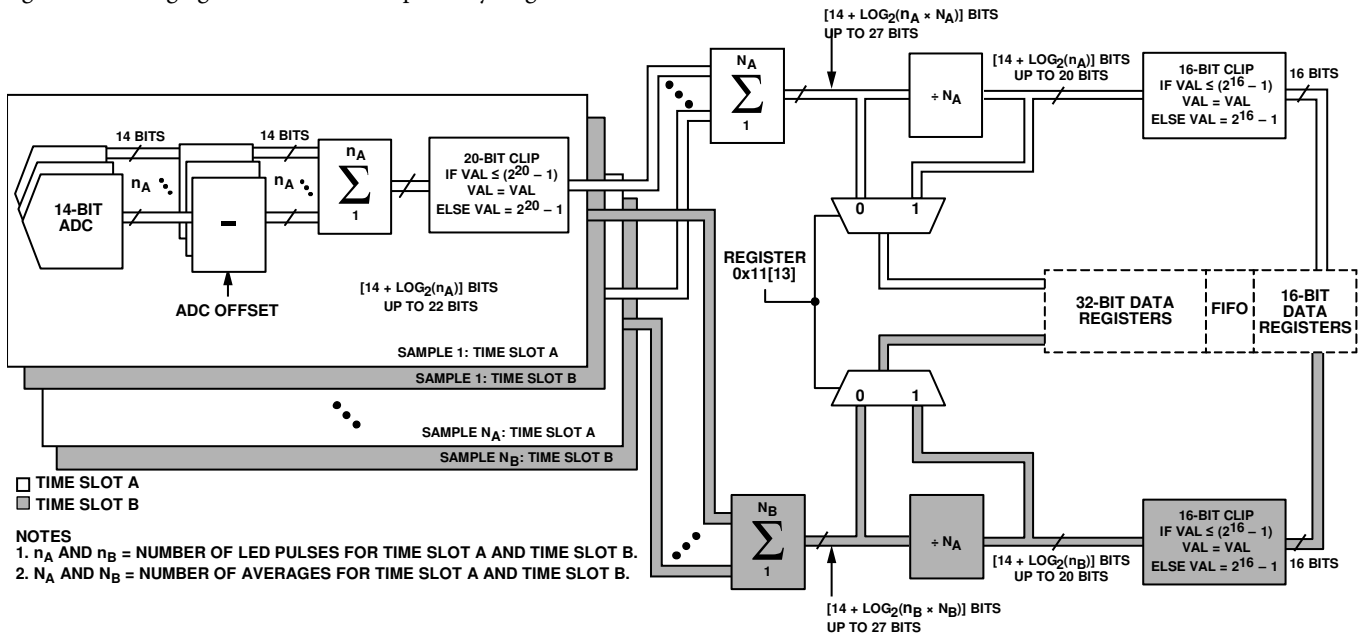 [14 + LOG2(nA × NA)] BITS
UP TO 27 BITS
NA
Σ
1
÷ NA
[14 + LOG2(nA)] BITS
UP TO 20 BITS
16-BIT CLIP
IF VAL ≤ (2^16 – 1)
VAL = VAL
ELSE VAL = 2^16 – 1
16 BITS
14 BITS
14 BITS
nA
nA
14-BIT
ADC
–
ADC OFFSET
nA
Σ
1
20-BIT CLIP
IF VAL ≤ (2^20 – 1)
VAL = VAL
ELSE VAL = 2^20 – 1
[14 + LOG2(nA)] BITS
UP TO 22 BITS
SAMPLE 1: TIME SLOT A
SAMPLE 1: TIME SLOT B
SAMPLE NA: TIME SLOT A
SAMPLE NB: TIME SLOT B
0 1
REGISTER
0x11[13]
32-BIT DATA
REGISTERS
FIFO
16-BIT
DATA
REGISTERS
0 1
TIME SLOT A
TIME SLOT B
NOTES
1. nA AND nB = NUMBER OF LED PULSES FOR TIME SLOT A AND TIME SLOT B.
2. NA AND NB = NUMBER OF AVERAGES FOR TIME SLOT A AND TIME SLOT B.
NB
Σ
1
÷ NA
[14 + LOG2(nB)] BITS
UP TO 20 BITS
16-BIT CLIP
IF VAL ≤ (2^16 – 1)
VAL = VAL
ELSE VAL = 2^16 – 1
16 BITS
[14 + LOG2(nB × NB)] BITS
UP TO 27 BITS